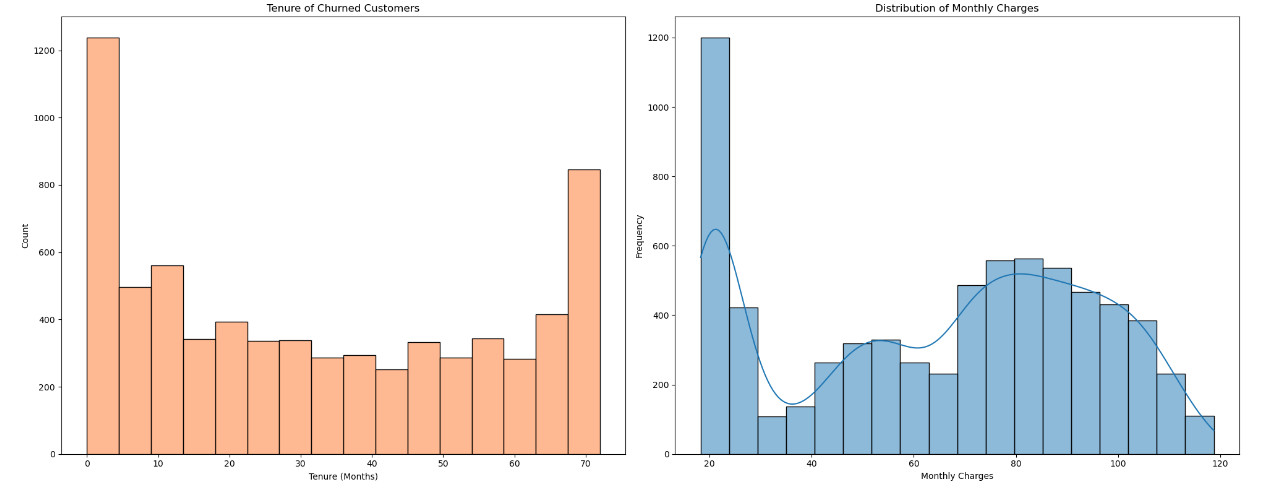 Tenure of Churned Customers
1200
1000
800
600
400
200
0
Count
0 10 20 30 40 50 60 70
Tenure (Months)
Distribution of Monthly Charges
1200
1000
800
600
400
200
0
Frequency
20 40 60 80 100 120
Monthly Charges